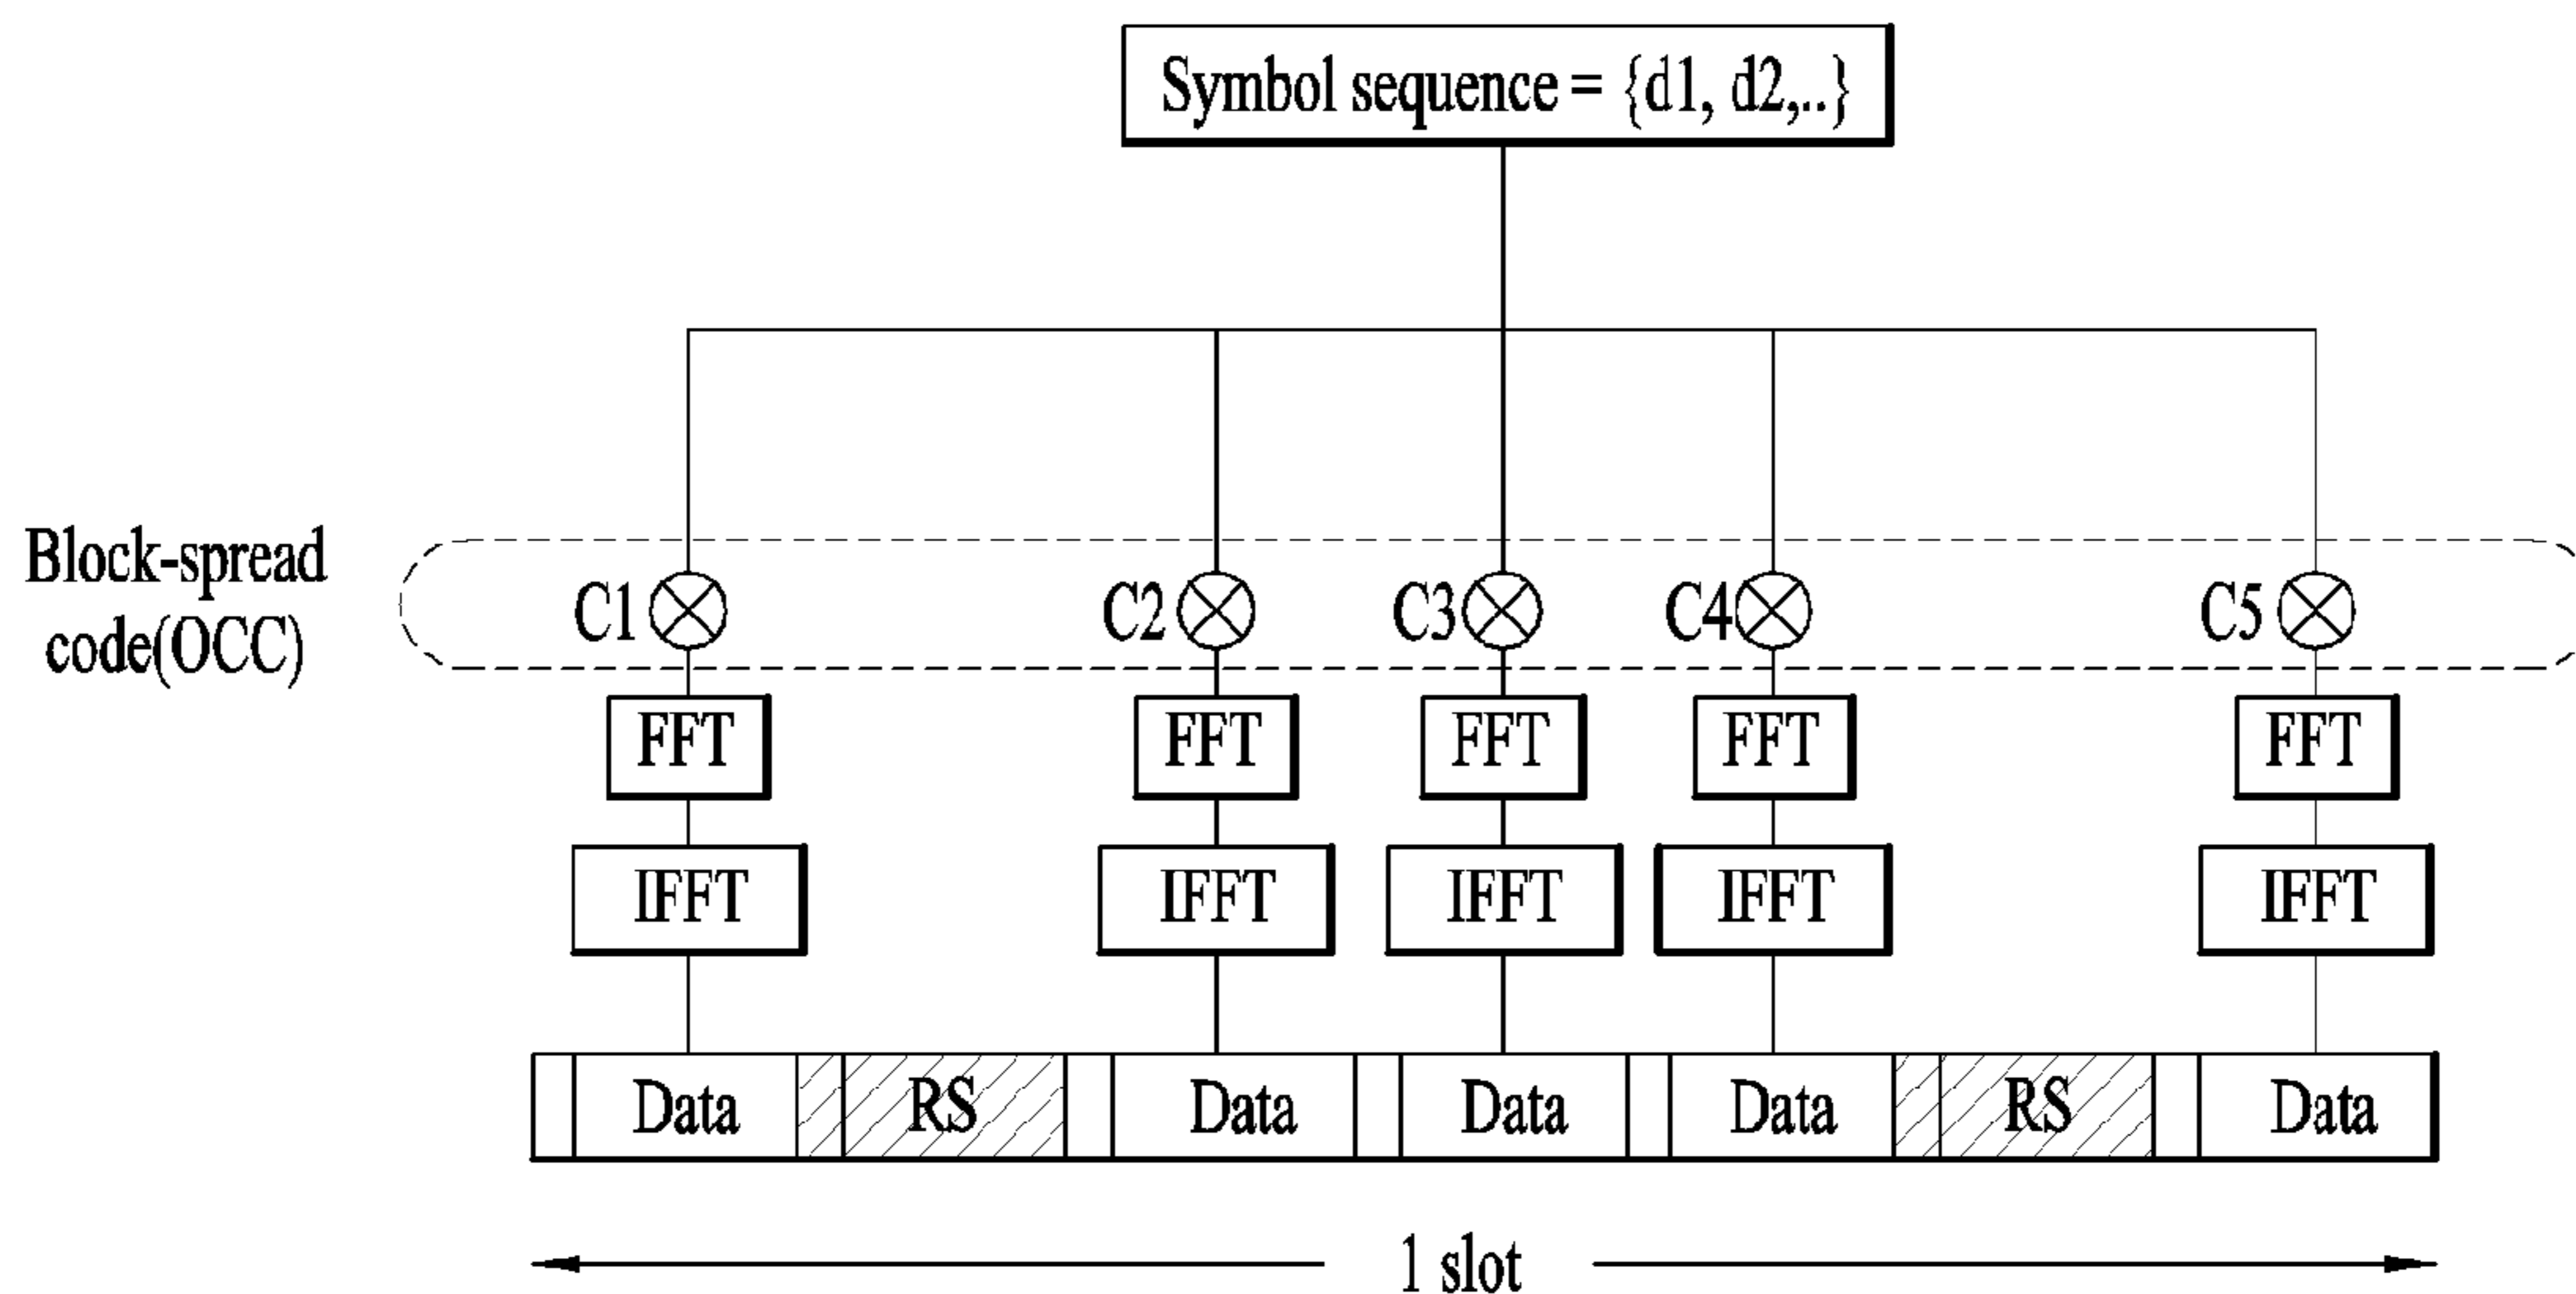 Symbol sequence = {d1, d2,..}
Block-spread
code(OCC)
C1 C2 C3 C4 C5
FFT FFT FFT FFT FFT
IFFT IFFT IFFT IFFT IFFT
Data RS Data Data Data RS Data
1 slot